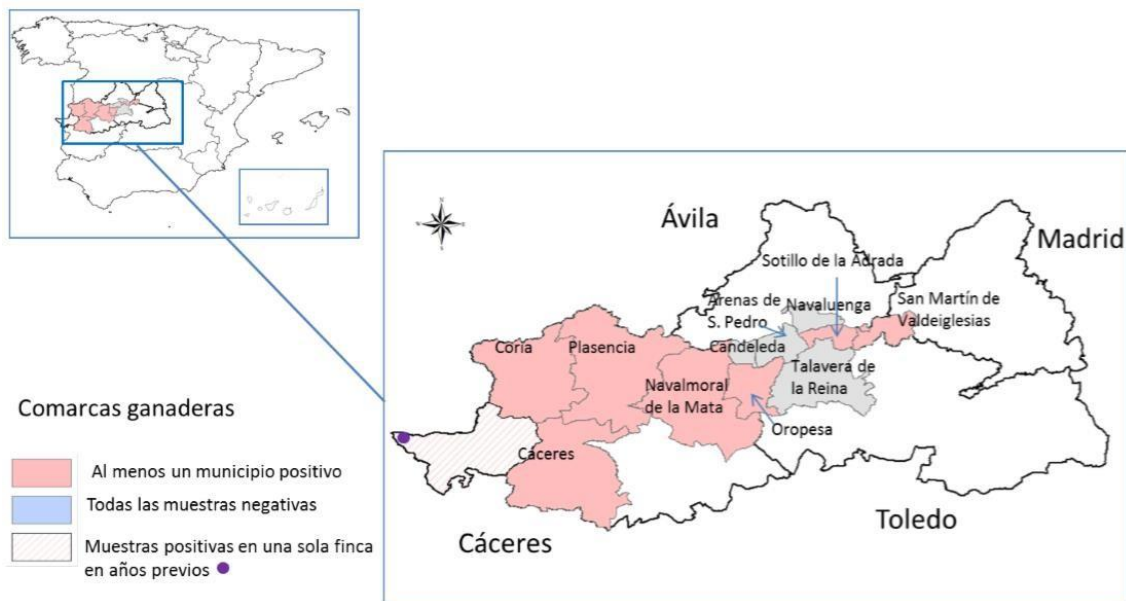 Ávila
Madrid
Sotillo de la Adrada
Arenas de
S. Pedro
Navaluenga
San Martín de
Valdeiglesias
Coria
Plasencia
Candeleda
Talavera de
la Reina
Navalmoral
de la Mata
Oropesa
Cáceres
Toledo
Cáceres
Comarcas ganaderas
Al menos un municipio positivo
Todas las muestras negativas
Muestras positivas en una sola finca
en años previos